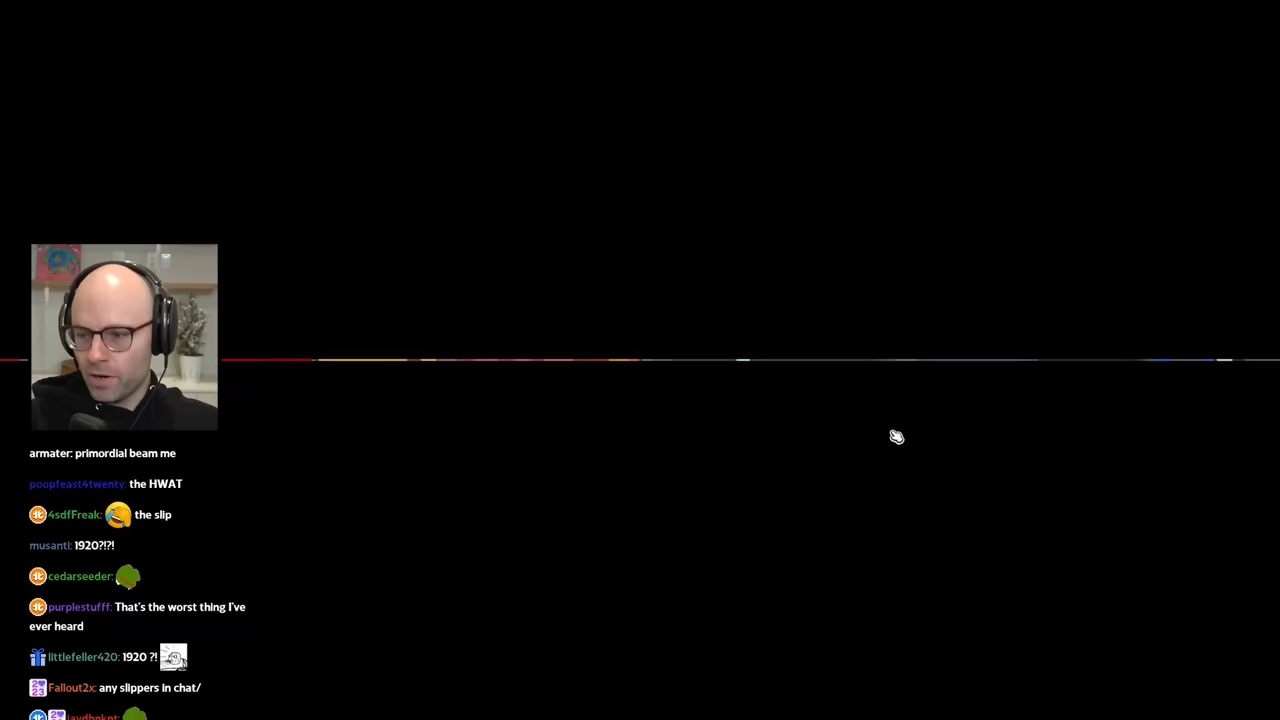 armater: primordial beam me
poopfeast4twenty: the HWAT
4sdfFreak: the slip
musanti: 1920?!?!
cedarseeder:
purplestufff: That's the worst thing I've
ever heard
littlefeller420: 1920 ?!
Fallout2x: any slippers in chat/